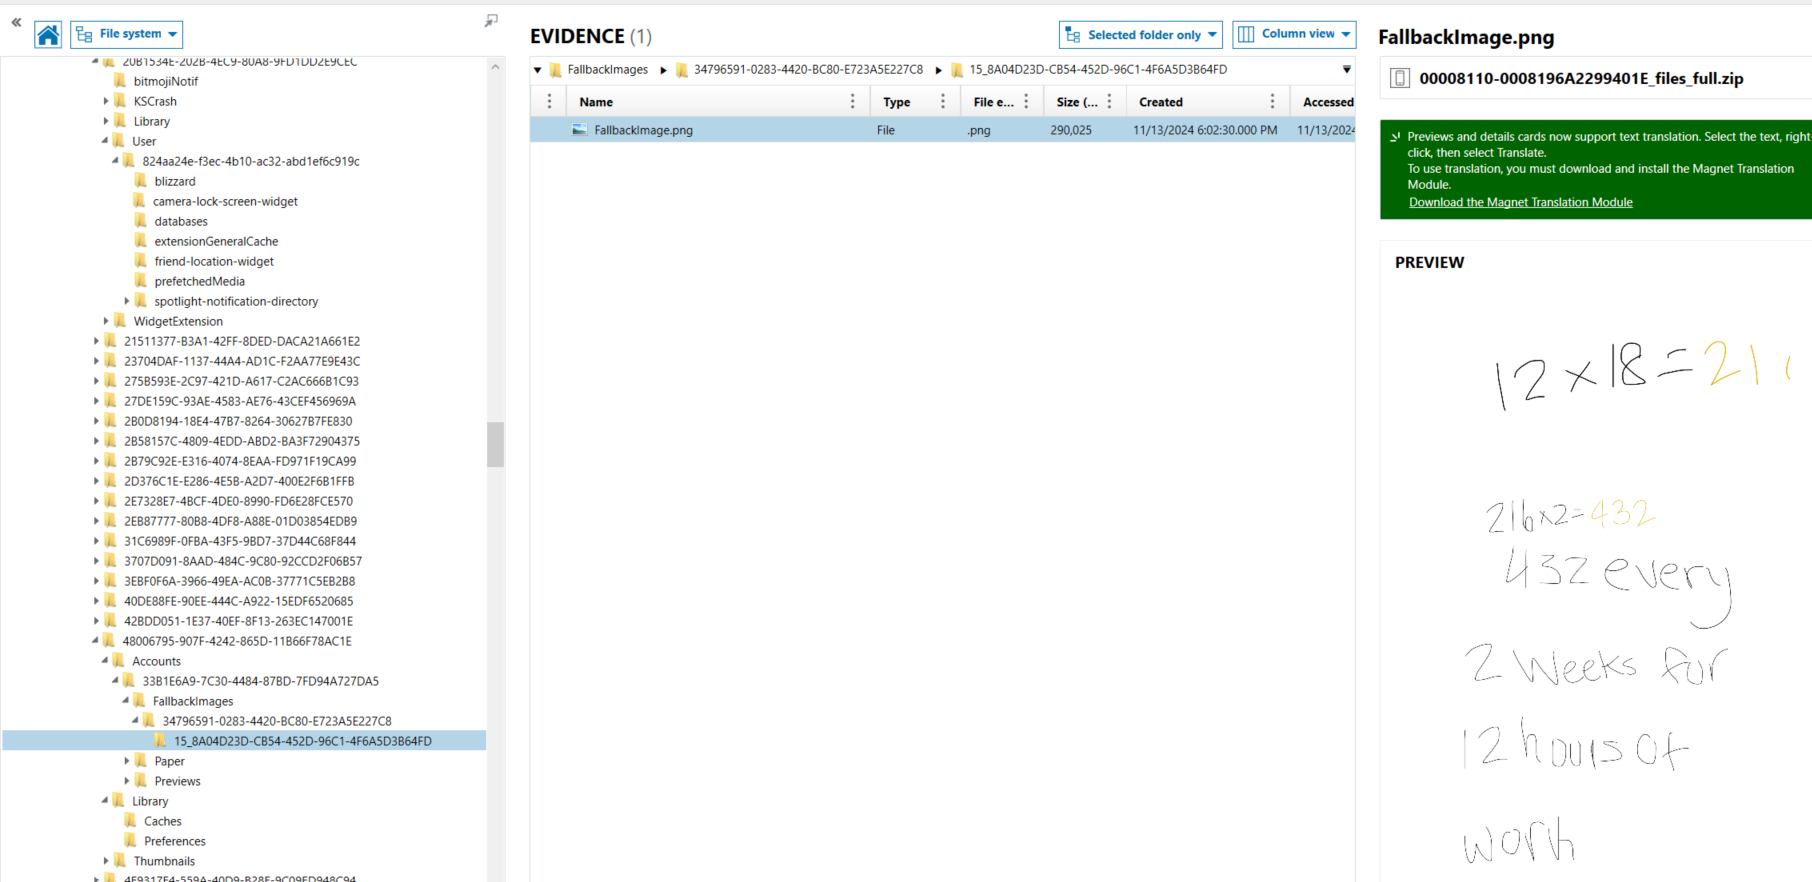 «
File system
EVIDENCE (1)
Selected folder only
Column view
FallbackImage.png
20B1534E-202B-4EC9-80A8-9FD1DD2E9CEC
bitmojiNotif
KSCrash
Library
User
824aa24e-f3ec-4b10-ac32-abd1ef6c919c
blizzard
camera-lock-screen-widget
databases
extensionGeneralCache
friend-location-widget
prefetchedMedia
spotlight-notification-directory
WidgetExtension
21511377-B3A1-42FF-8DED-DACA21A661E2
23704DAF-1137-44A4-AD1C-F2AA77E9E43C
275B593E-2C97-421D-A617-C2AC666B1C93
27DE159C-93AE-4583-AE76-43CEF456969A
2B0D8194-18E4-47B7-8264-30627B7FE830
2B58157C-4809-4EDD-ABD2-BA3F72904375
2B79C92E-E316-4074-8EAA-FD971F19CA99
2D376C1E-E286-4E5B-A2D7-400E2F6B1FFB
2E7328E7-4BCF-4DE0-8990-FD6E28FCE570
2EB87777-80B8-4DF8-A88E-01D03854EDB9
31C6989F-0FBA-43F5-9BD7-37D44C68F844
3707D091-8AAD-484C-9C80-92CCD2F06B57
3EBF0F6A-3966-49EA-AC0B-37771C5EB2B8
40DE88FE-90EE-444C-A922-15EDF6520685
42BDD051-1E37-40EF-8F13-263EC147001E
48006795-907F-4242-865D-11B66F78AC1E
Accounts
33B1E6A9-7C30-4484-87BD-7FD94A727DA5
FallbackImages
34796591-0283-4420-BC80-E723A5E227C8
15_8A04D23D-CB54-452D-96C1-4F6A5D3B64FD
Paper
Previews
Library
Caches
Preferences
Thumbnails
4F9317F4-559A-40D9-B28F-9C09FD948C94
FallbackImages 34796591-0283-4420-BC80-E723A5E227C8 15_8A04D23D-CB54-452D-96C1-4F6A5D3B64FD
Name Type File e... Size (... Created Accessed
FallbackImage.png File .png 290,025 11/13/2024 6:02:30.000 PM 11/13/2024
00008110-0008196A2299401E_files_full.zip
Previews and details cards now support text translation. Select the text, right-
click, then select Translate.
To use translation, you must download and install the Magnet Translation
Module.
Download the Magnet Translation Module
PREVIEW
12×18=21
216×2=432
432 every
2 Weeks for
12 hours of
work